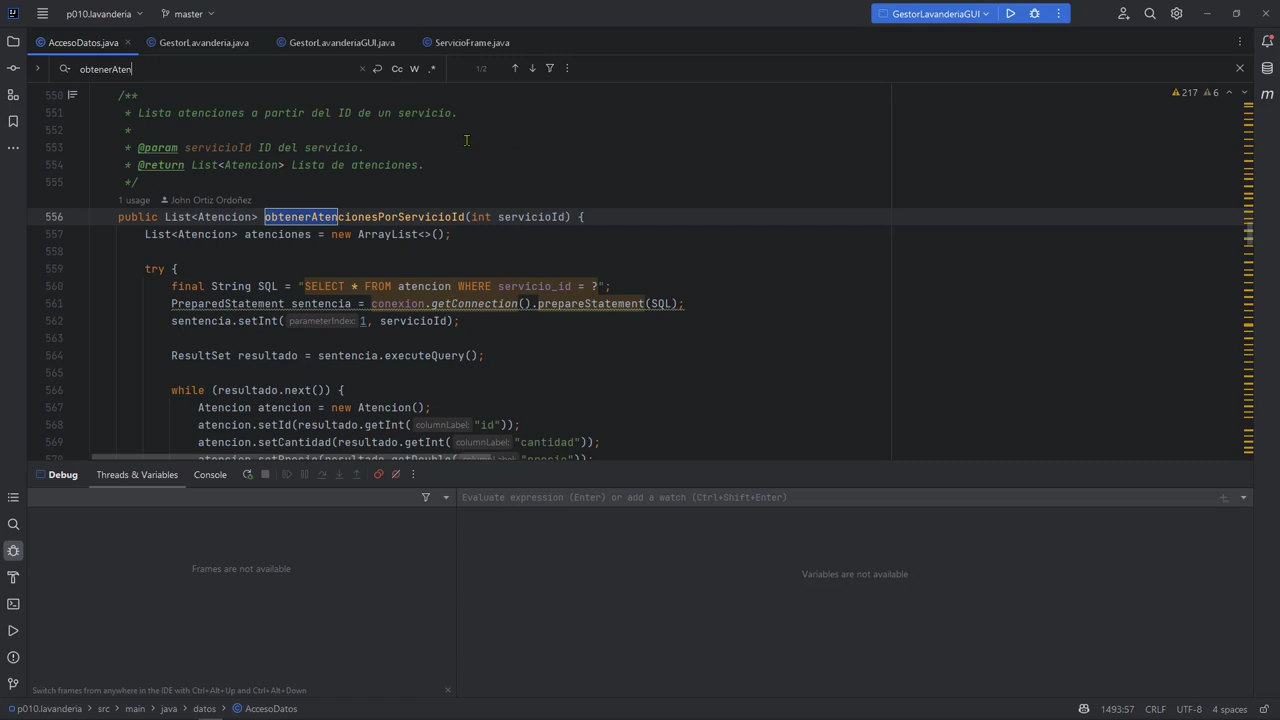 p010.lavanderia master GestorLavanderiaGUI
AccesoDatos.java GestorLavanderia.java GestorLavanderiaGUI.java ServicioFrame.java
obtenerAten Cc W .* 1/2
217 6
550 /**
551 * Lista atenciones a partir del ID de un servicio.
552 *
553 * @param servicioId ID del servicio.
554 * @return List<Atencion> Lista de atenciones.
555 */
1 usage John Ortiz Ordoñez
556 public List<Atencion> obtenerAtencionesPorServicioId(int servicioId) {
557 List<Atencion> atenciones = new ArrayList<>();
558
559 try {
560 final String SQL = "SELECT * FROM atencion WHERE servicio_id = ?";
561 PreparedStatement sentencia = conexion.getConnection().prepareStatement(SQL);
562 sentencia.setInt( parameterIndex: 1, servicioId);
563
564 ResultSet resultado = sentencia.executeQuery();
565
566 while (resultado.next()) {
567 Atencion atencion = new Atencion();
568 atencion.setId(resultado.getInt( columnLabel: "id"));
569 atencion.setCantidad(resultado.getInt( columnLabel: "cantidad"));
570 atencion.setPrecio(resultado.getDouble( columnLabel: "precio"));
Debug Threads & Variables Console
Evaluate expression (Enter) or add a watch (Ctrl+Shift+Enter)
Frames are not available
Variables are not available
Switch frames from anywhere in the IDE with Ctrl+Alt+Up and Ctrl+Alt+Down
p010.lavanderia > src > main > java > datos > AccesoDatos 1493:57 CRLF UTF-8 4 spaces